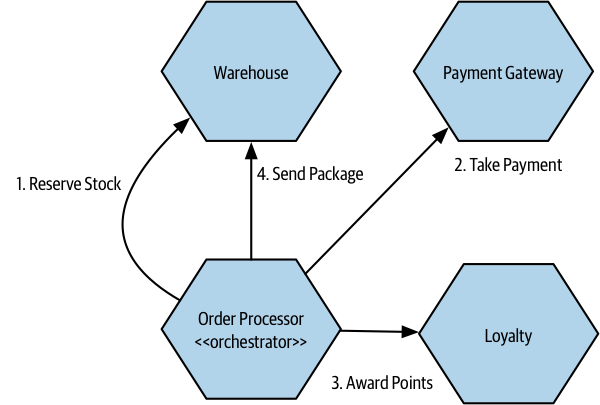 Warehouse
Payment Gateway
1. Reserve Stock
4. Send Package
2. Take Payment
Order Processor
<<orchestrator>>
Loyalty
3. Award Points